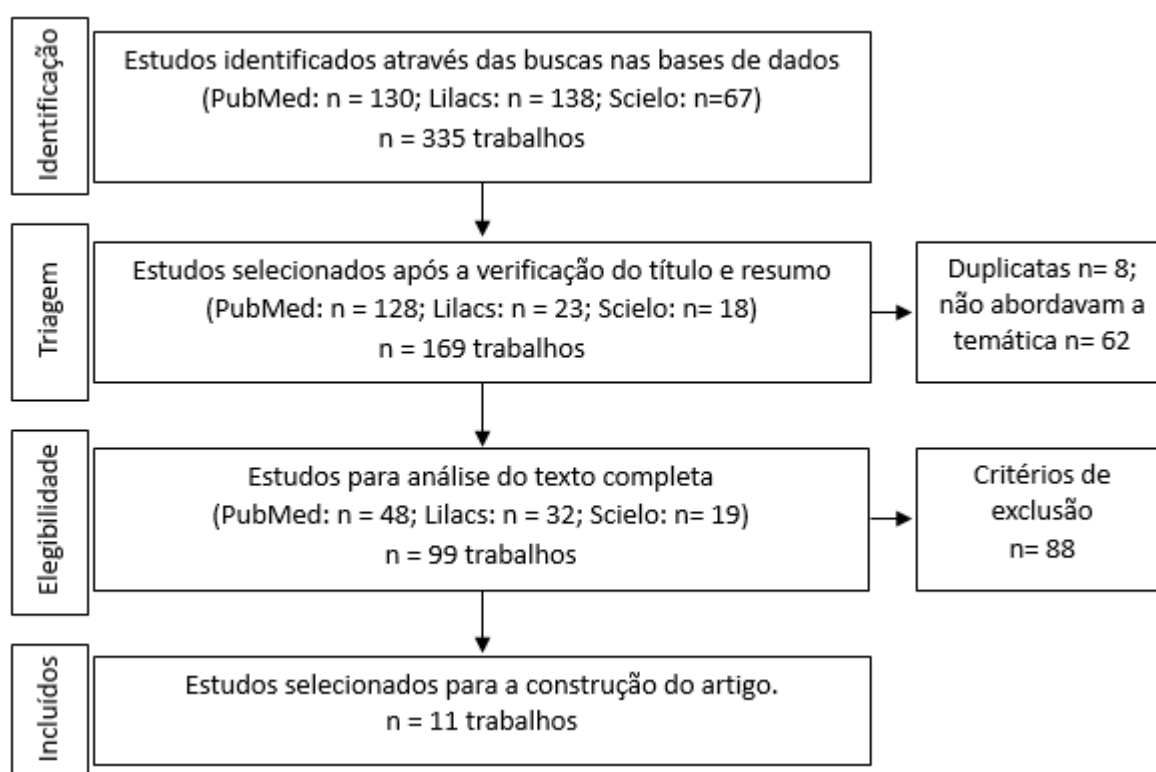 Identificação
Estudos identificados através das buscas nas bases de dados
(PubMed: n = 130; Lilacs: n = 138; Scielo: n=67)
n = 335 trabalhos
Triagem
Estudos selecionados após a verificação do título e resumo
(PubMed: n = 128; Lilacs: n = 23; Scielo: n= 18)
n = 169 trabalhos
Duplicatas n= 8;
não abordavam a
temática n= 62
Elegibilidade
Estudos para análise do texto completa
(PubMed: n = 48; Lilacs: n = 32; Scielo: n= 19)
n = 99 trabalhos
Critérios de
exclusão
n= 88
Incluídos
Estudos selecionados para a construção do artigo.
n = 11 trabalhos